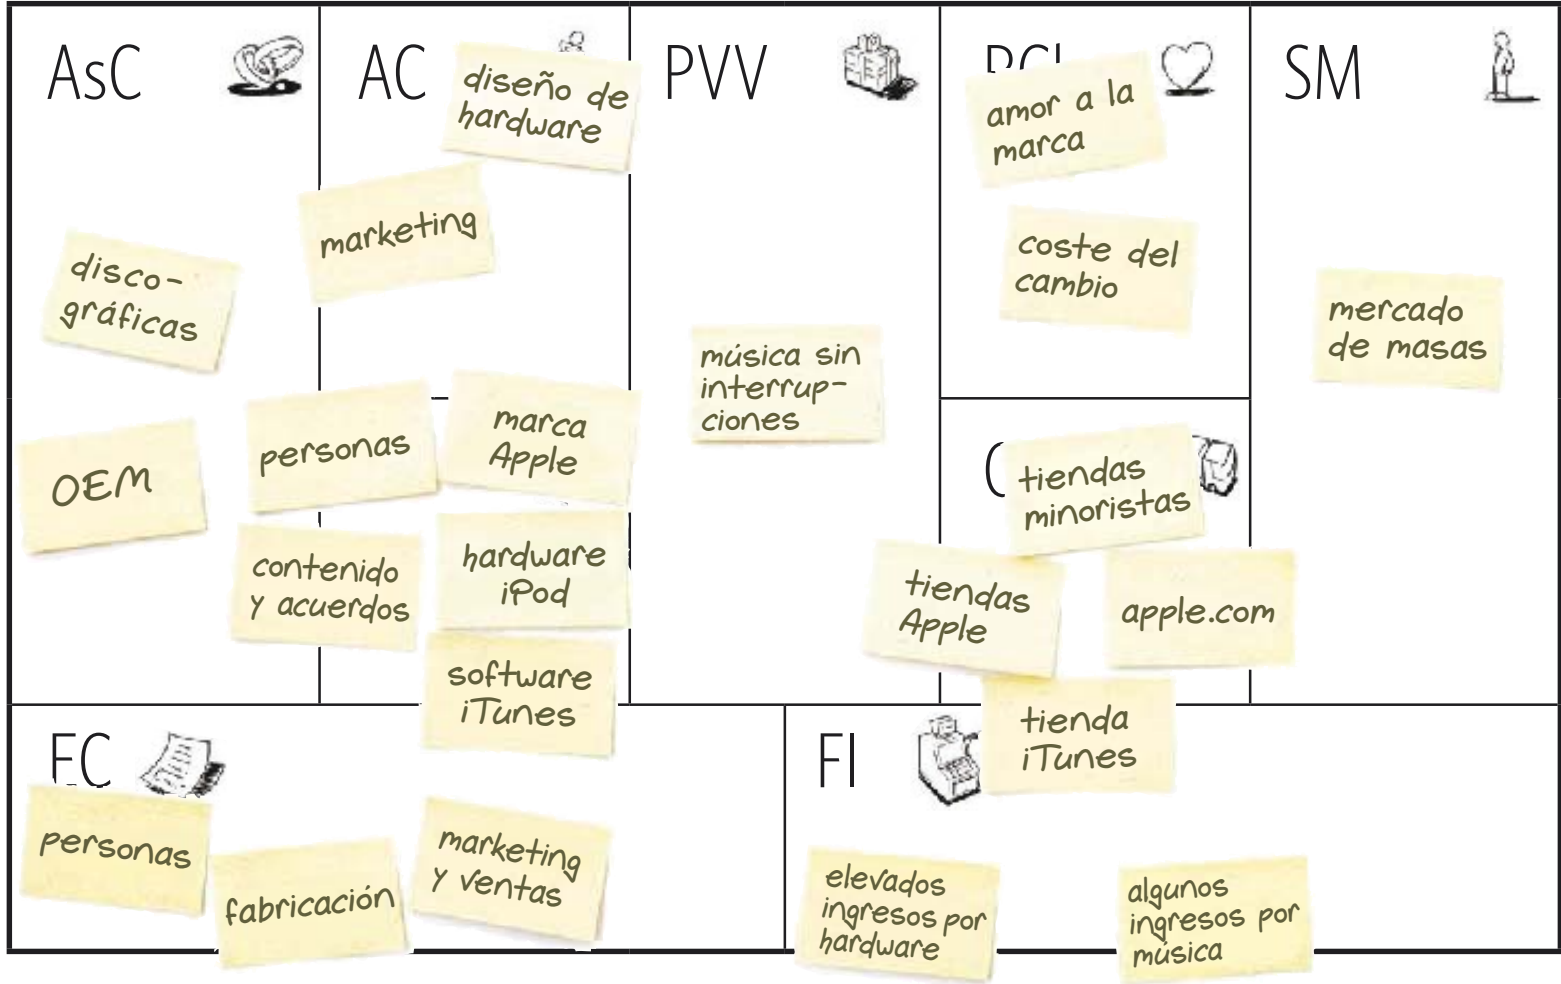 AsC
disco-
gráficas
OEM
AC
diseño de
hardware
marketing
personas
marca
Apple
contenido
y acuerdos
hardware
iPod
software
iTunes
PVV
música sin
interrup-
ciones
RCl
amor a la
marca
coste del
cambio
C
tiendas
minoristas
tiendas
Apple
apple.com
tienda
iTunes
SM
mercado
de masas
EC
personas
fabricación
marketing
y ventas
FI
elevados
ingresos por
hardware
algunos
ingresos por
música